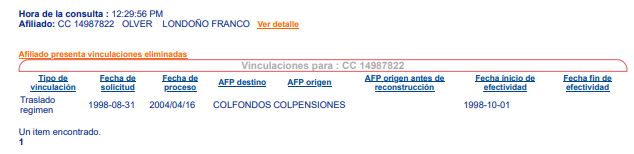 Hora de la consulta : 12:29:56 PM
Afiliado: CC 14987822 OLVER LONDOÑO FRANCO Ver detalle
Afiliado presenta vinculaciones eliminadas
Vinculaciones para : CC 14987822
Tipo de vinculación Fecha de solicitud Fecha de proceso AFP destino AFP origen AFP origen antes de reconstrucción Fecha inicio de efectividad Fecha fin de efectividad
Traslado regimen 1998-08-31 2004/04/16 COLFONDOS COLPENSIONES 1998-10-01
Un item encontrado.
1